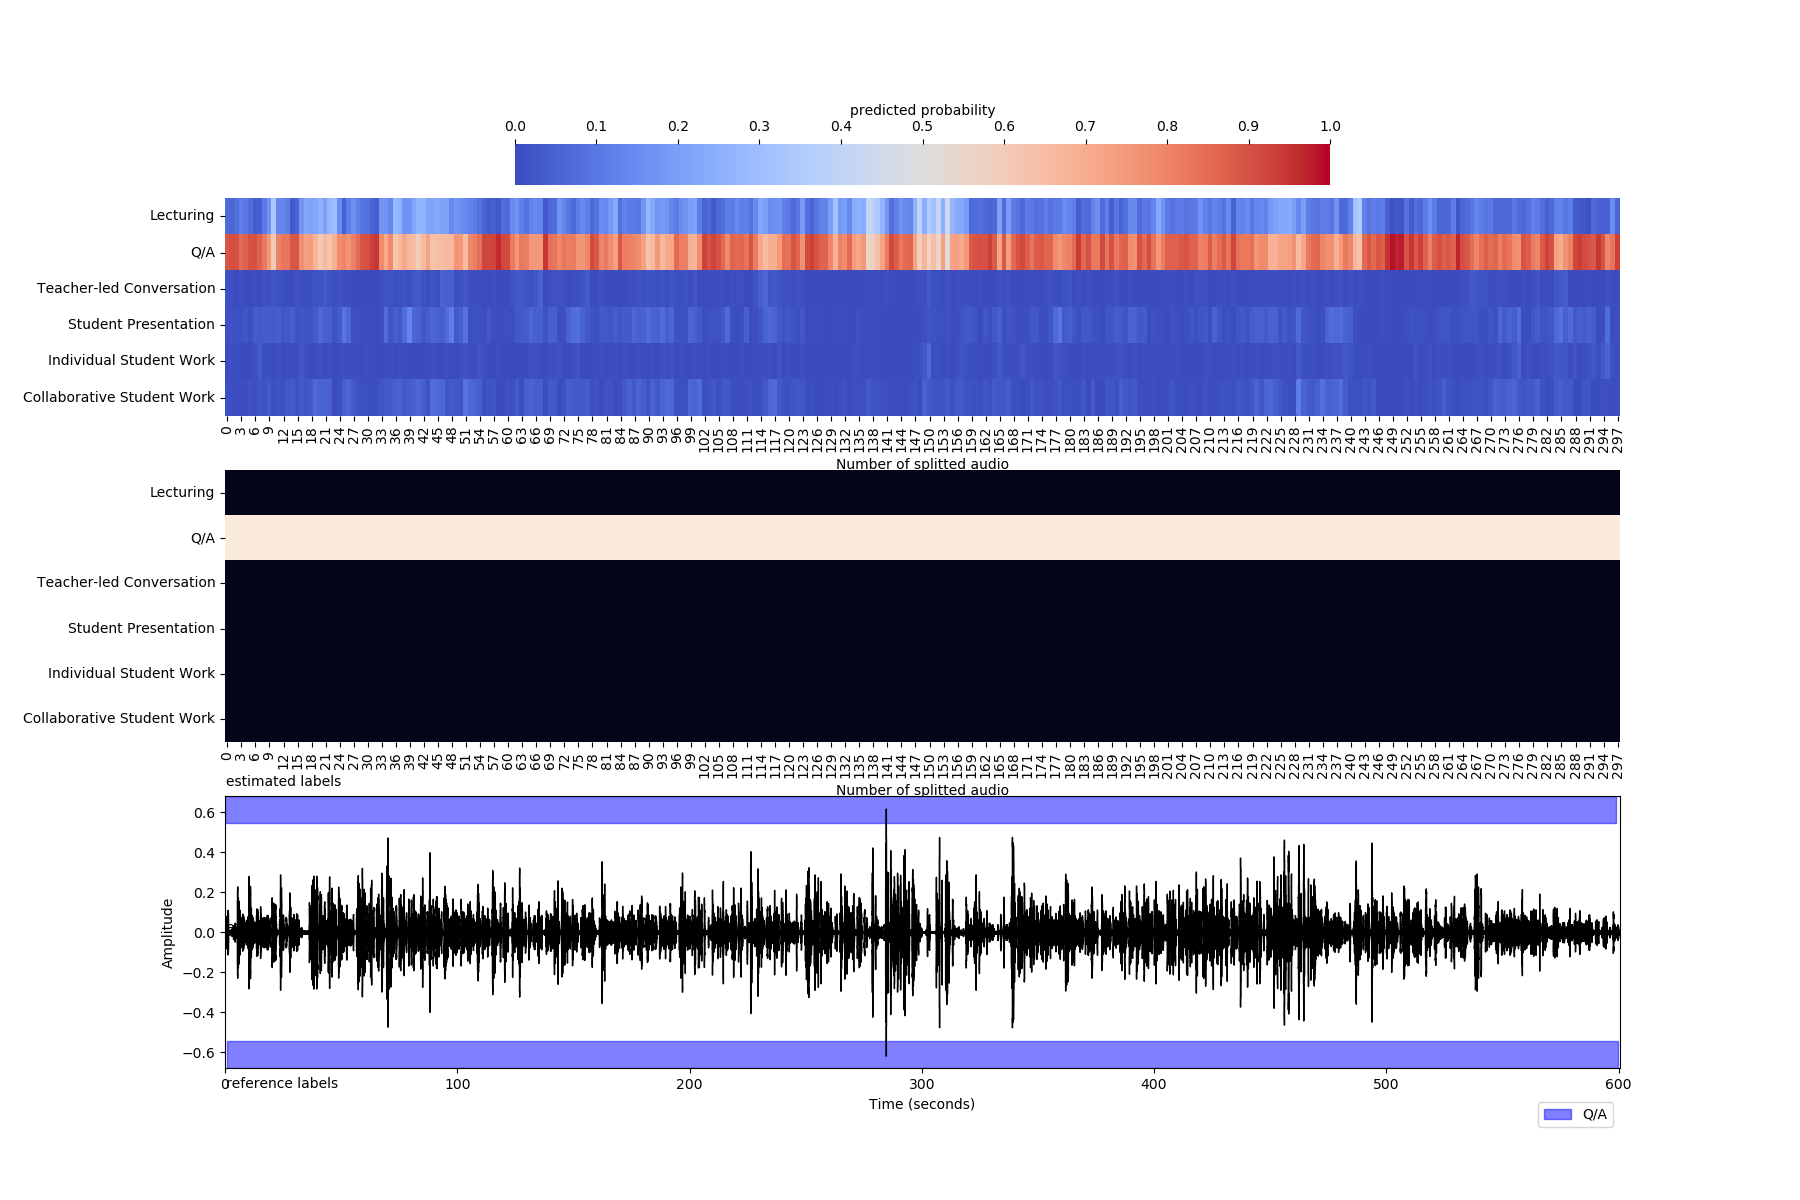 predicted probability
0.0 0.1 0.2 0.3 0.4 0.5 0.6 0.7 0.8 0.9 1.0
Lecturing
Q/A
Teacher-led Conversation
Student Presentation
Individual Student Work
Collaborative Student Work
0 3 6 9 12 15 18 21 24 27 30 33 36 39 42 45 48 51 54 57 60 63 66 69 72 75 78 81 84 87 90 93 96 99 102 105 108 111 114 117 120 123 126 129 132 135 138 141 144 147 150 153 156 159 162 165 168 171 174 177 180 183 186 189 192 195 198 201 204 207 210 213 216 219 222 225 228 231 234 237 240 243 246 249 252 255 258 261 264 267 270 273 276 279 282 285 288 291 294 297
Number of splitted audio
Lecturing
Q/A
Teacher-led Conversation
Student Presentation
Individual Student Work
Collaborative Student Work
0 3 6 9 12 15 18 21 24 27 30 33 36 39 42 45 48 51 54 57 60 63 66 69 72 75 78 81 84 87 90 93 96 99 102 105 108 111 114 117 120 123 126 129 132 135 138 141 144 147 150 153 156 159 162 165 168 171 174 177 180 183 186 189 192 195 198 201 204 207 210 213 216 219 222 225 228 231 234 237 240 243 246 249 252 255 258 261 264 267 270 273 276 279 282 285 288 291 294 297
estimated labels
Number of splitted audio
0.6
0.4
0.2
0.0
−0.2
−0.4
−0.6
Amplitude
reference labels
0 100 200 300 400 500 600
Time (seconds)
Q/A